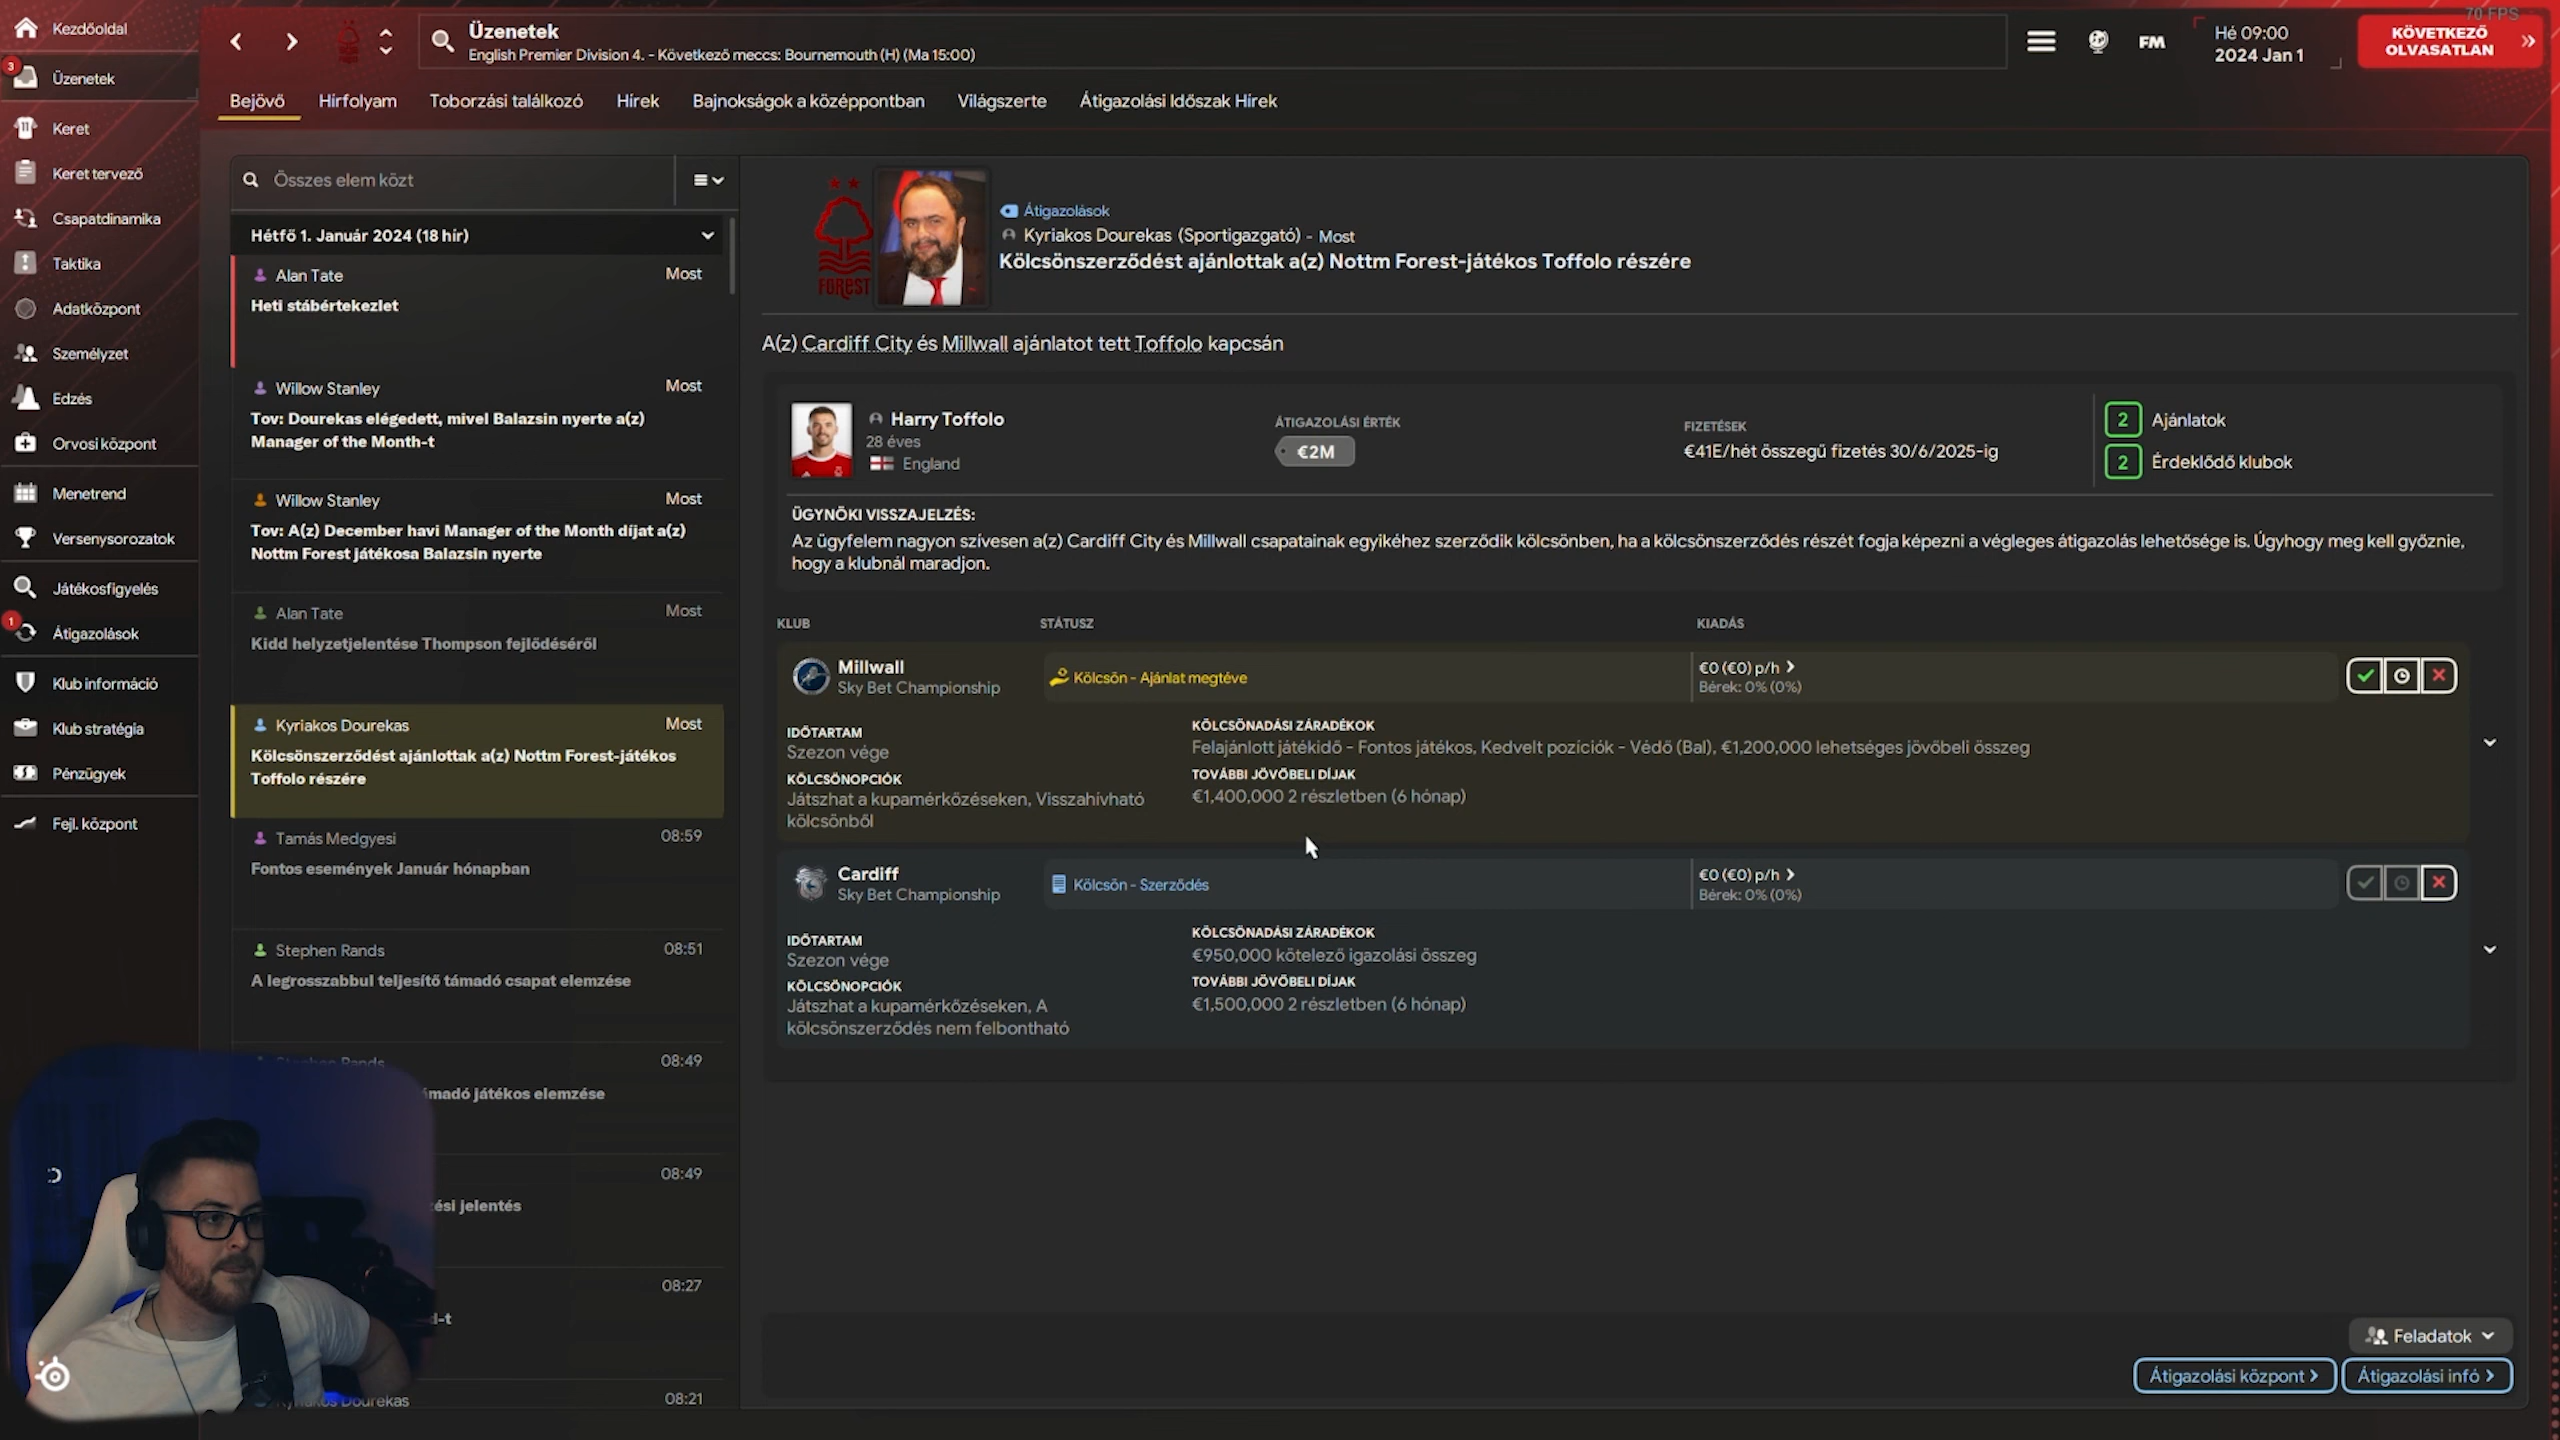 70 FPS
Kezdőoldal
3
Üzenetek
Keret
Keret tervező
Csapatdinamika
Taktika
Adatközpont
Személyzet
Edzés
Orvosi központ
Menetrend
Versenysorozatok
Játékosfigyelés
1
Átigazolások
Klub információ
Klub stratégia
Pénzügyek
Fejl. központ
Üzenetek
English Premier Division 4. - Következő meccs: Bournemouth (H) (Ma 15:00)
FM
Hé 09:00
2024 Jan 1
KÖVETKEZŐ
OLVASATLAN
Bejövő
Hírfolyam
Toborzási találkozó
Hírek
Bajnokságok a középpontban
Világszerte
Átigazolási Időszak Hírek
Összes elem közt
Hétfő 1. Január 2024 (18 hír)
Alan Tate
Most
Heti stábértekezlet
Willow Stanley
Most
Tov: Dourekas elégedett, mivel Balazsin nyerte a(z)
Manager of the Month-t
Willow Stanley
Most
Tov: A(z) December havi Manager of the Month díjat a(z)
Nottm Forest játékosa Balazsin nyerte
Alan Tate
Most
Kidd helyzetjelentése Thompson fejlődéséről
Kyriakos Dourekas
Most
Kölcsönszerződést ajánlottak a(z) Nottm Forest-játékos
Toffolo részére
Tamás Medgyesi
08:59
Fontos események Január hónapban
Stephen Rands
08:51
A legrosszabbul teljesítő támadó csapat elemzése
Stephen Rands
08:49
ámadó játékos elemzése
08:49
ési jelentés
08:27
d-t
Kyriakos Dourekas
08:21
FOREST
Átigazolások
Kyriakos Dourekas (Sportigazgató) - Most
Kölcsönszerződést ajánlottak a(z) Nottm Forest-játékos Toffolo részére
A(z) Cardiff City és Millwall ajánlatot tett Toffolo kapcsán
Harry Toffolo
28 éves
England
ÁTIGAZOLÁSI ÉRTÉK
€2M
FIZETÉSEK
€41E/hét összegű fizetés 30/6/2025-ig
2 Ajánlatok
2 Érdeklődő klubok
ÜGYNÖKI VISSZAJELZÉS:
Az ügyfelem nagyon szívesen a(z) Cardiff City és Millwall csapatainak egyikéhez szerződik kölcsönben, ha a kölcsönszerződés részét fogja képezni a végleges átigazolás lehetősége is. Úgyhogy meg kell győznie,
hogy a klubnál maradjon.
KLUB
STÁTUSZ
KIADÁS
Millwall
Sky Bet Championship
Kölcsön - Ajánlat megtéve
€0 (€0) p/h
Bérek: 0% (0%)
IDŐTARTAM
Szezon vége
KÖLCSÖNOPCIÓK
Játszhat a kupamérkőzéseken, Visszahívható
kölcsönből
KÖLCSÖNADÁSI ZÁRADÉKOK
Felajánlott játékidő - Fontos játékos, Kedvelt pozíciók - Védő (Bal), €1,200,000 lehetséges jövőbeli összeg
TOVÁBBI JÖVŐBELI DÍJAK
€1,400,000 2 részletben (6 hónap)
Cardiff
Sky Bet Championship
Kölcsön - Szerződés
€0 (€0) p/h
Bérek: 0% (0%)
IDŐTARTAM
Szezon vége
KÖLCSÖNOPCIÓK
Játszhat a kupamérkőzéseken, A
kölcsönszerződés nem felbontható
KÖLCSÖNADÁSI ZÁRADÉKOK
€950,000 kötelező igazolási összeg
TOVÁBBI JÖVŐBELI DÍJAK
€1,500,000 2 részletben (6 hónap)
Feladatok
Átigazolási központ
Átigazolási infó